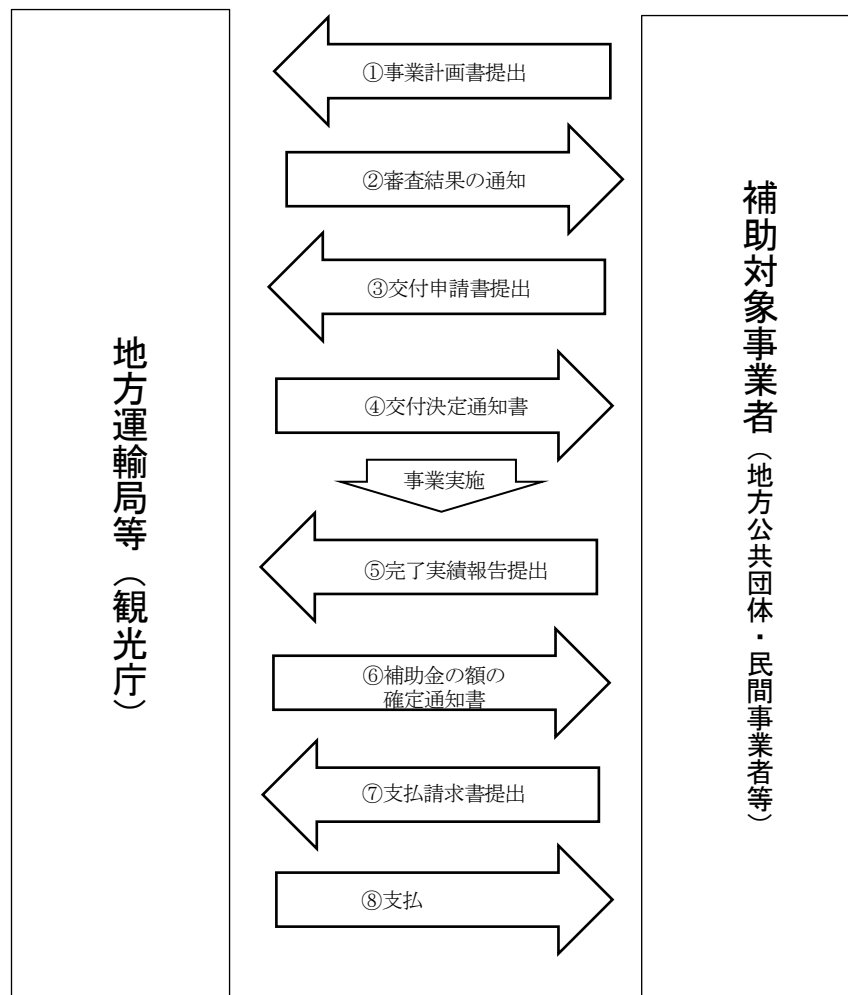 地方運輸局等（観光庁）
①事業計画書提出
②審査結果の通知
③交付申請書提出
④交付決定通知書
事業実施
⑤完了実績報告提出
⑥補助金の額の
確定通知書
⑦支払請求書提出
⑧支払
補助対象事業者（地方公共団体・民間事業者等）